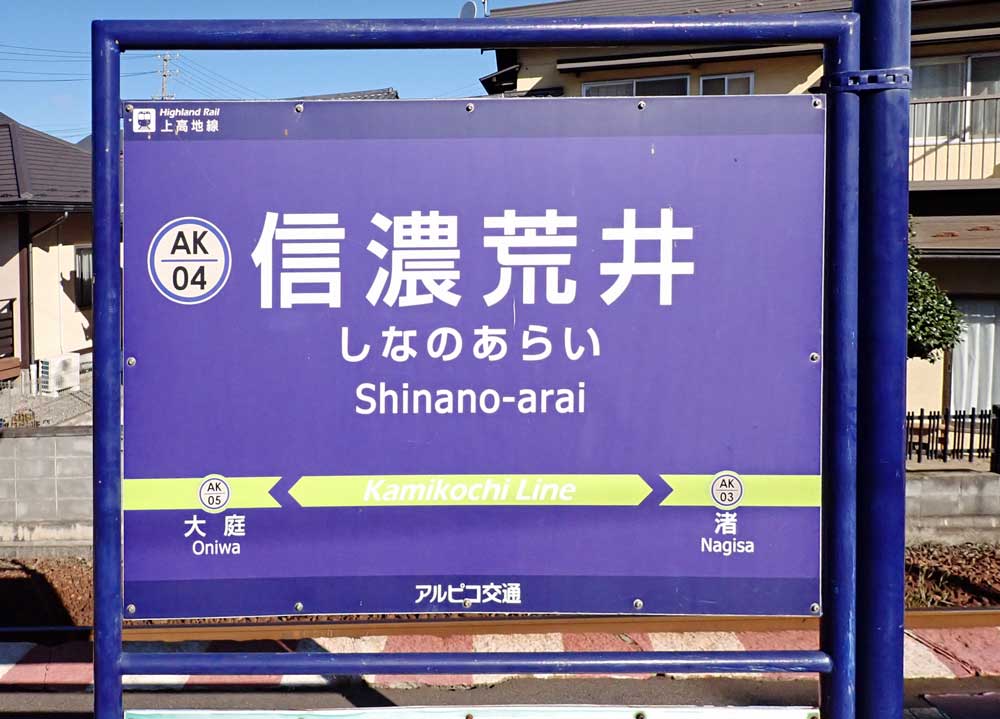 Highland Rail
上高地線
AK
04
信濃荒井
しなのあらい
Shinano-arai
AK
05
Kamikochi Line
AK
03
大庭
Oniwa
渚
Nagisa
アルピコ交通